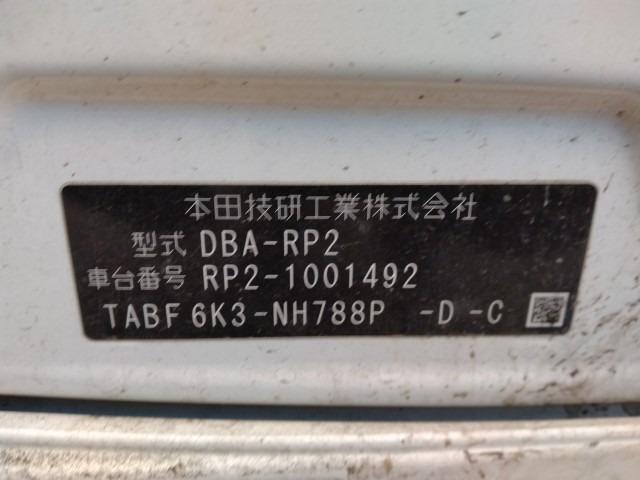 本田技研工業株式会社
型式 DBA-RP2
車台番号 RP2-1001492
TABF 6K3-NH788P -D -C